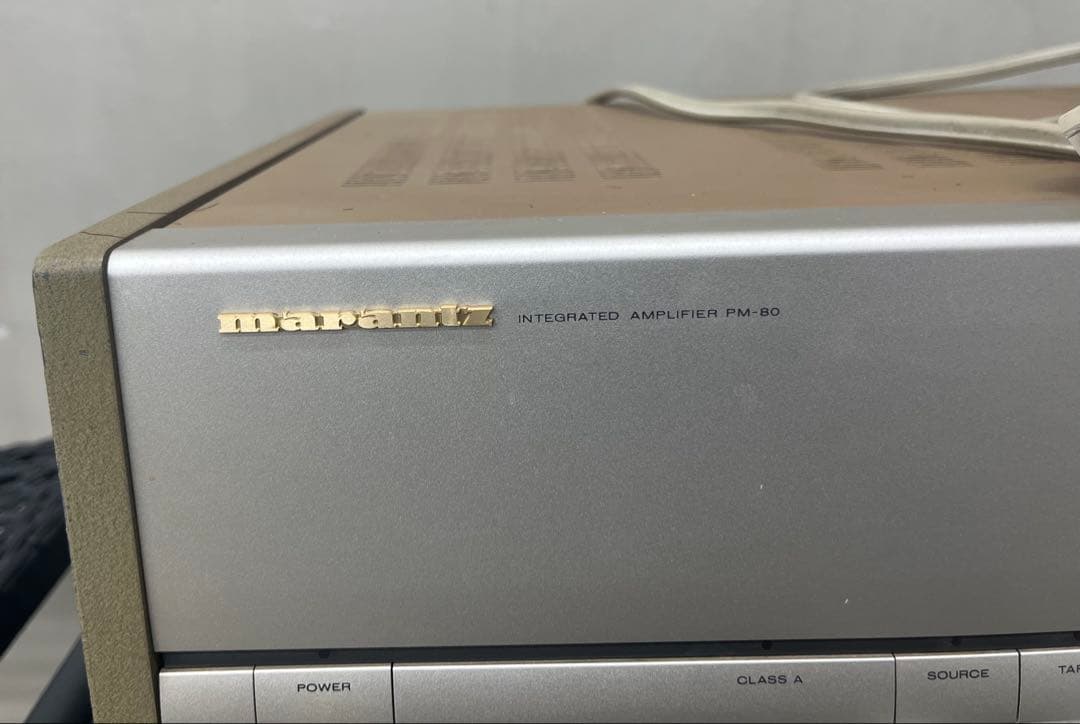 marantz INTEGRATED AMPLIFIER PM-80
POWER CLASS A SOURCE